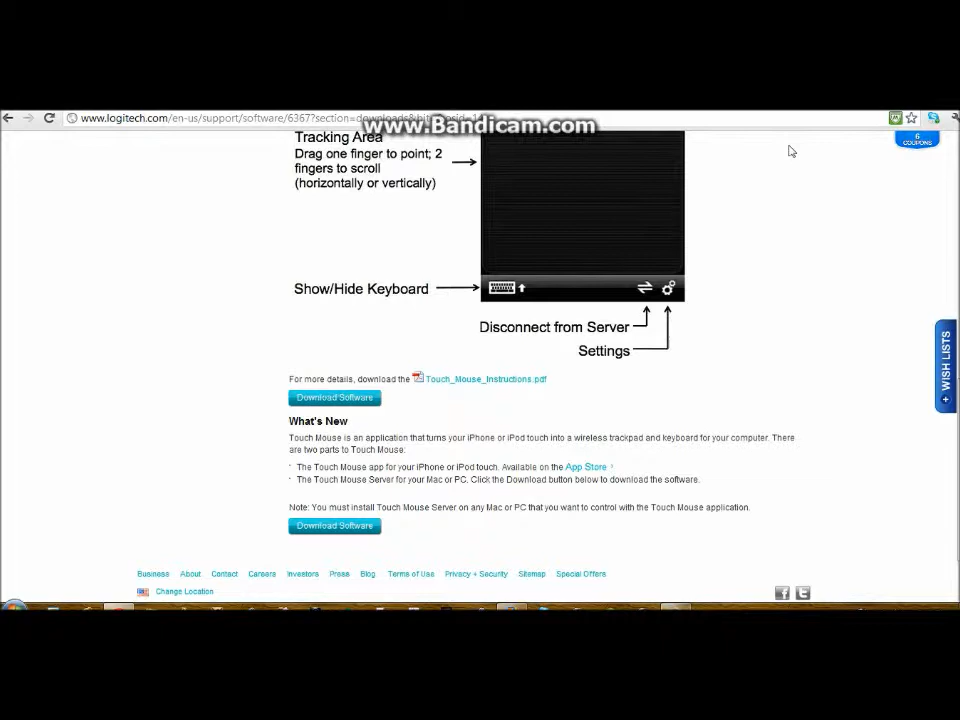 www.logitech.com/en-us/support/software/6367?section=downloads&bit
www.Bandicam.com
6
COUPONS
Tracking Area
Drag one finger to point; 2
fingers to scroll
(horizontally or vertically)
Show/Hide Keyboard
Disconnect from Server
Settings
WISH LISTS
For more details, download the Touch_Mouse_Instructions.pdf
Download Software
What's New
Touch Mouse is an application that turns your iPhone or iPod touch into a wireless trackpad and keyboard for your computer. There
are two parts to Touch Mouse:
The Touch Mouse app for your iPhone or iPod touch. Available on the App Store
The Touch Mouse Server for your Mac or PC. Click the Download button below to download the software.
Note: You must install Touch Mouse Server on any Mac or PC that you want to control with the Touch Mouse application.
Download Software
Business About Contact Careers Investors Press Blog Terms of Use Privacy + Security Sitemap Special Offers
Change Location